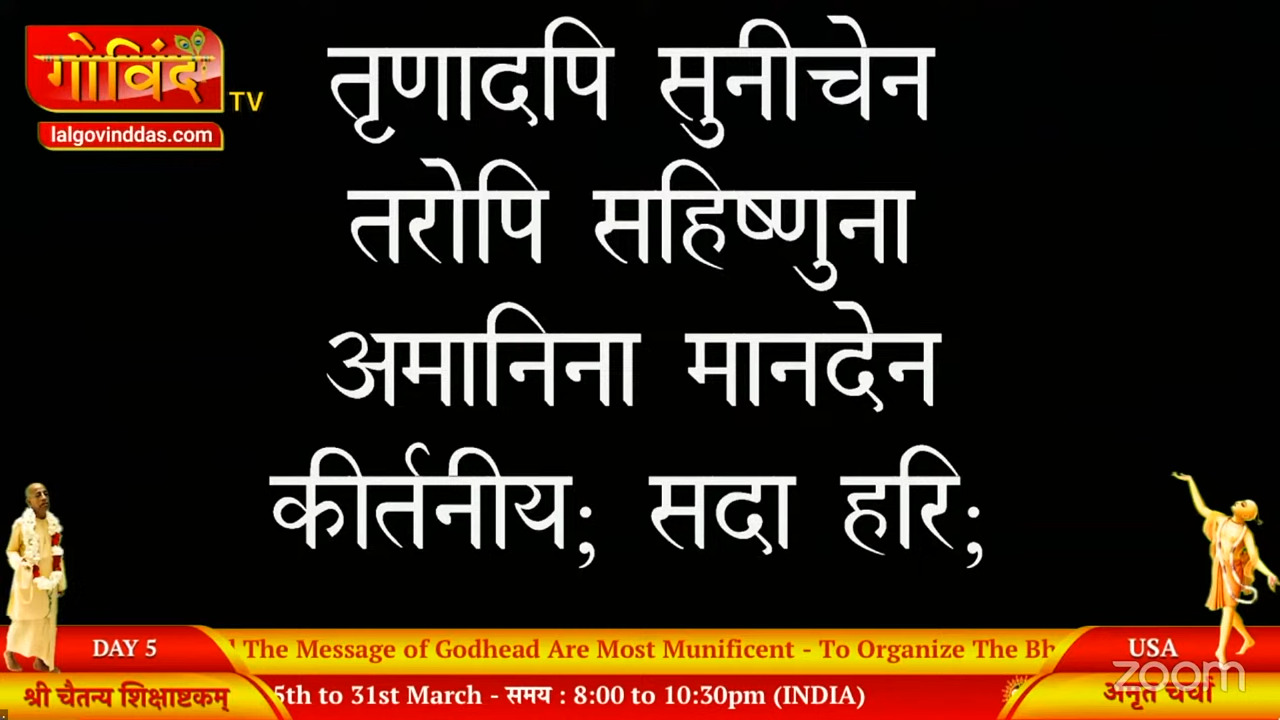 गोविंद
TV
lalgovinddas.com
तृणादपि सुनीचेन
तरोपि सहिष्णुना
अमानिना मानदेन
कीर्तनीय; सदा हरि;
DAY 5
The Message of Godhead Are Most Munificent - To Organize The Bh
USA
zoom
श्री चैतन्य शिक्षाष्टकम्
5th to 31st March - समय : 8:00 to 10:30pm (INDIA)
अमृत चर्चा